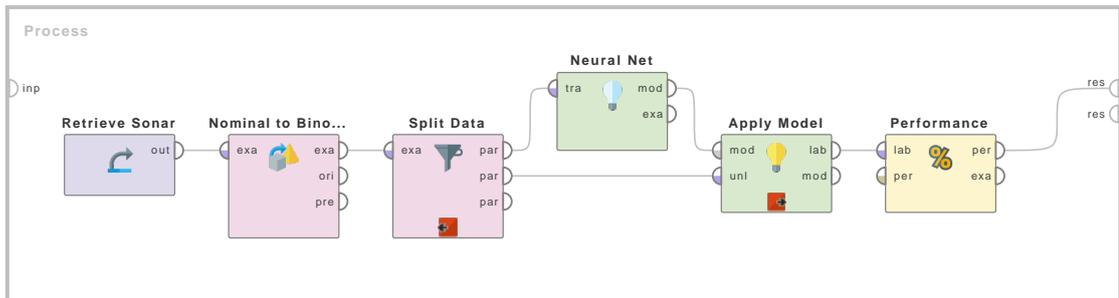 Process
inp
Retrieve Sonar
out
Nominal to Bino...
exa exa
ori
pre
Split Data
exa par
par
par
Neural Net
tra mod
exa
Apply Model
mod lab
unl mod
Performance
lab per
per exa
res
res